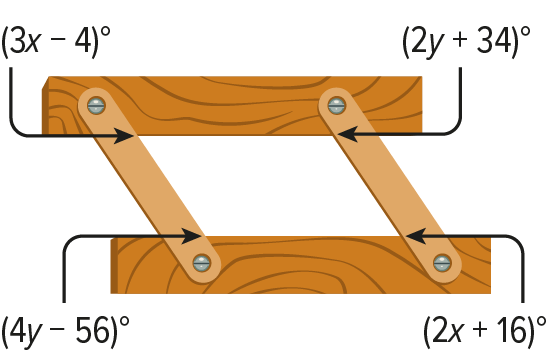 (3x − 4)°
(2y + 34)°
(4y − 56)°
(2x + 16)°